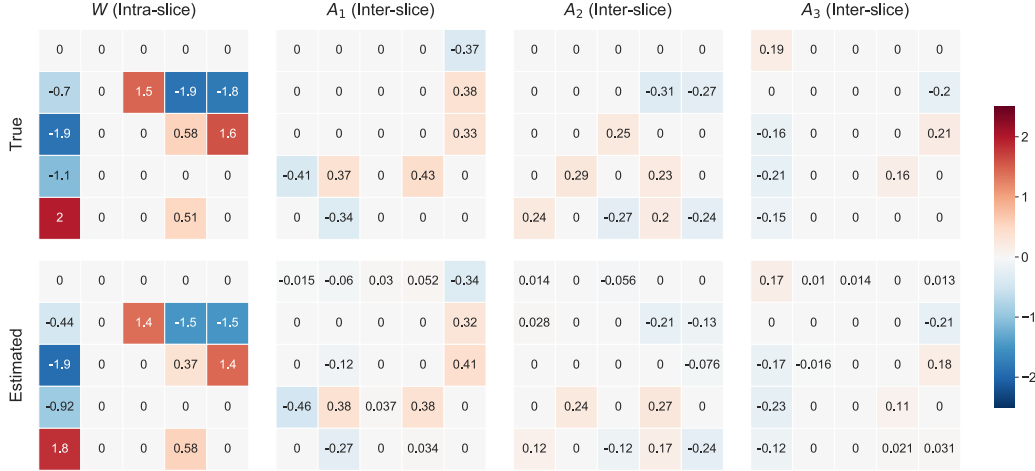 W (Intra-slice) A₁ (Inter-slice) A₂ (Inter-slice) A₃ (Inter-slice)
True
0 0 0 0 0 0 0 0 0 -0.37 0 0 0 0 0 0.19 0 0 0 0
-0.7 0 1.5 -1.9 -1.8 0 0 0 0 0.38 0 0 0 -0.31 -0.27 0 0 0 0 -0.2
-1.9 0 0 0.58 1.6 0 0 0 0 0.33 0 0 0.25 0 0 -0.16 0 0 0 0.21
-1.1 0 0 0 0 -0.41 0.37 0 0.43 0 0 0.29 0 0.23 0 -0.21 0 0 0.16 0
2 0 0 0.51 0 0 -0.34 0 0 0 0.24 0 -0.27 0.2 -0.24 -0.15 0 0 0 0
Estimated
0 0 0 0 0 -0.015 -0.06 0.03 0.052 -0.34 0.014 0 -0.056 0 0 0.17 0.01 0.014 0 0.013
-0.44 0 1.4 -1.5 -1.5 0 0 0 0 0.32 0.028 0 0 -0.21 -0.13 0 0 0 0 -0.21
-1.9 0 0 0.37 1.4 0 -0.12 0 0 0.41 0 0 0 0 -0.076 -0.17 -0.016 0 0 0.18
-0.92 0 0 0 0 -0.46 0.38 0.037 0.38 0 0 0.24 0 0.27 0 -0.23 0 0 0.11 0
1.8 0 0 0.58 0 0 -0.27 0 0.034 0 0.12 0 -0.12 0.17 -0.24 -0.12 0 0 0.021 0.031
2
1
0
−1
−2